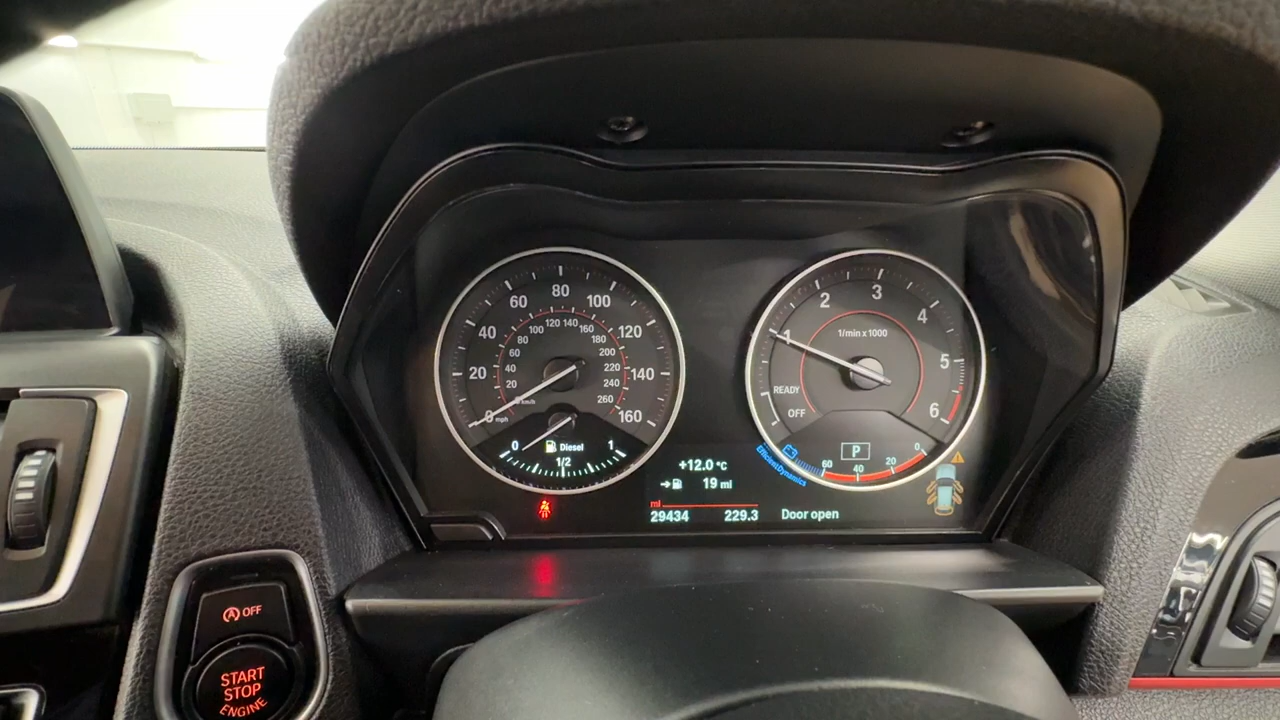 0 mph
20
40
60
80
100
120
140
160
0 km/h
20
40
60
80
100
120
140
160
180
200
220
240
260
0
Diesel
1
1/2
+12.0 °C
19 ml
ml
29434
229.3
Door open
OFF
READY
1
2
3
4
5
6
1/min x 1000
P
60
40
20
0
EfficientDynamics
A OFF
START
STOP
ENGINE